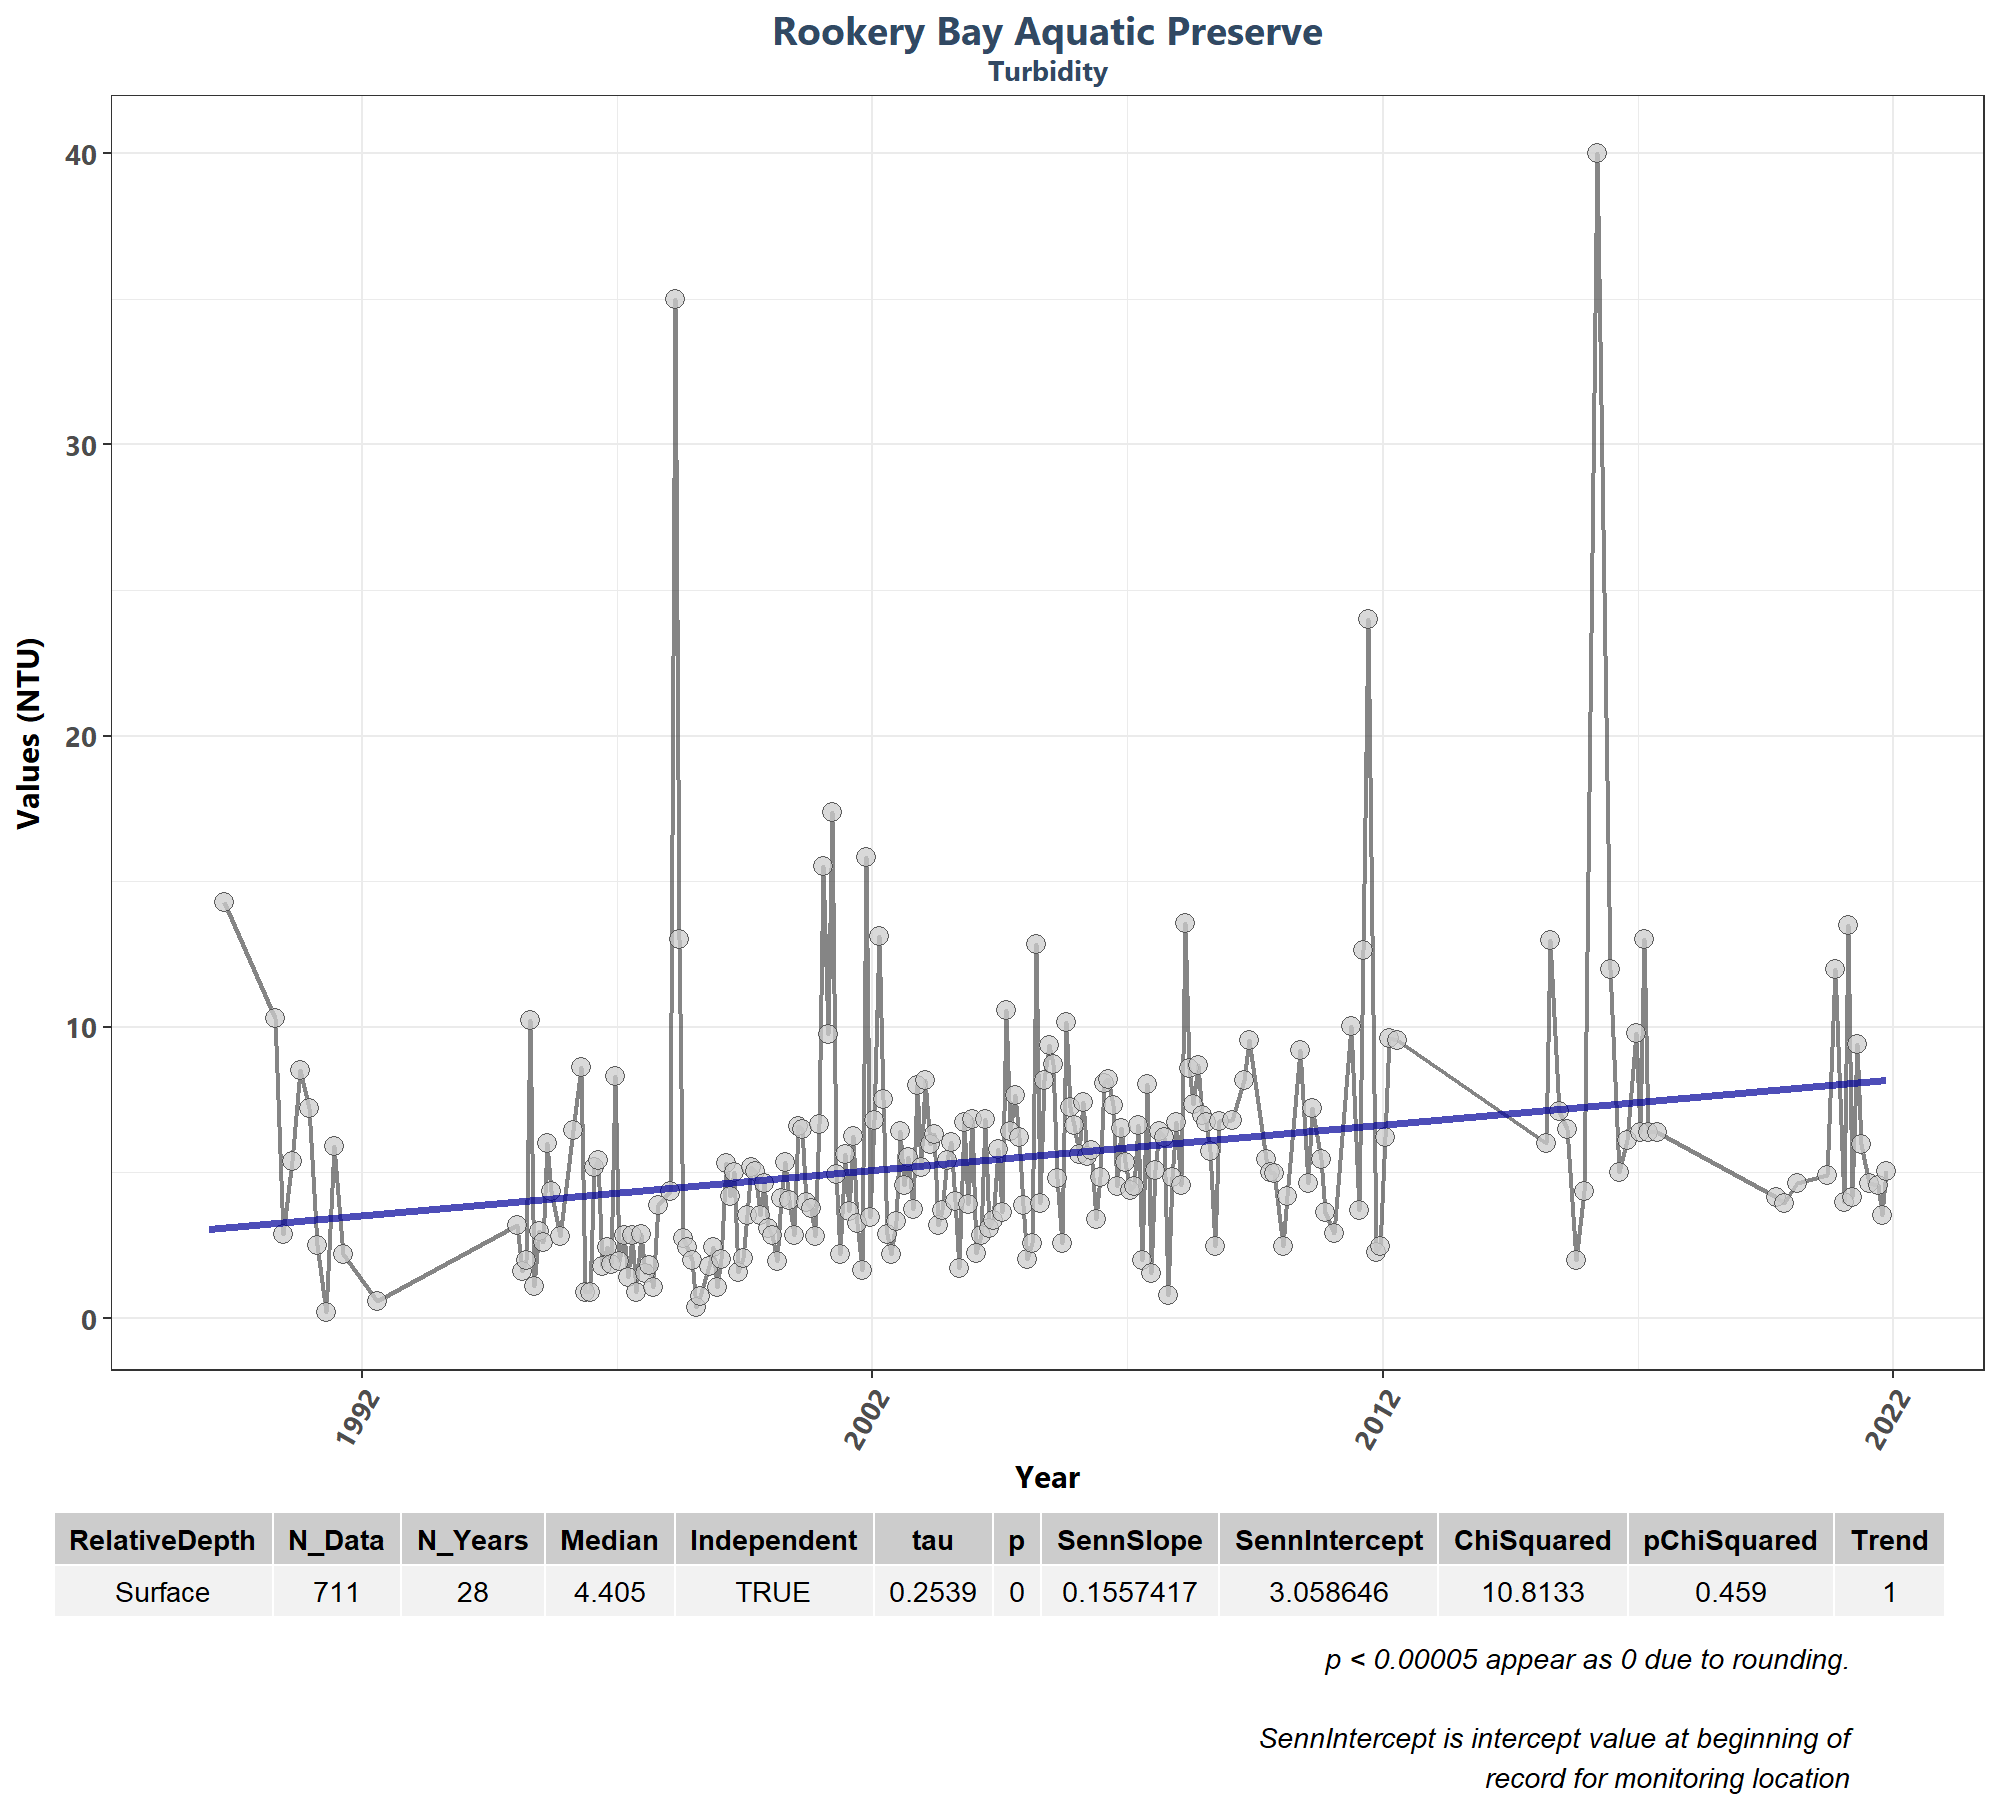 Rookery Bay Aquatic Preserve
Turbidity
Values (NTU)
40
30
20
10
0
1992 2002 2012 2022
Year
RelativeDepth N_Data N_Years Median Independent tau p SennSlope SennIntercept ChiSquared pChiSquared Trend
Surface 711 28 4.405 TRUE 0.2539 0 0.1557417 3.058646 10.8133 0.459 1
p < 0.00005 appear as 0 due to rounding.
SennIntercept is intercept value at beginning of
record for monitoring location